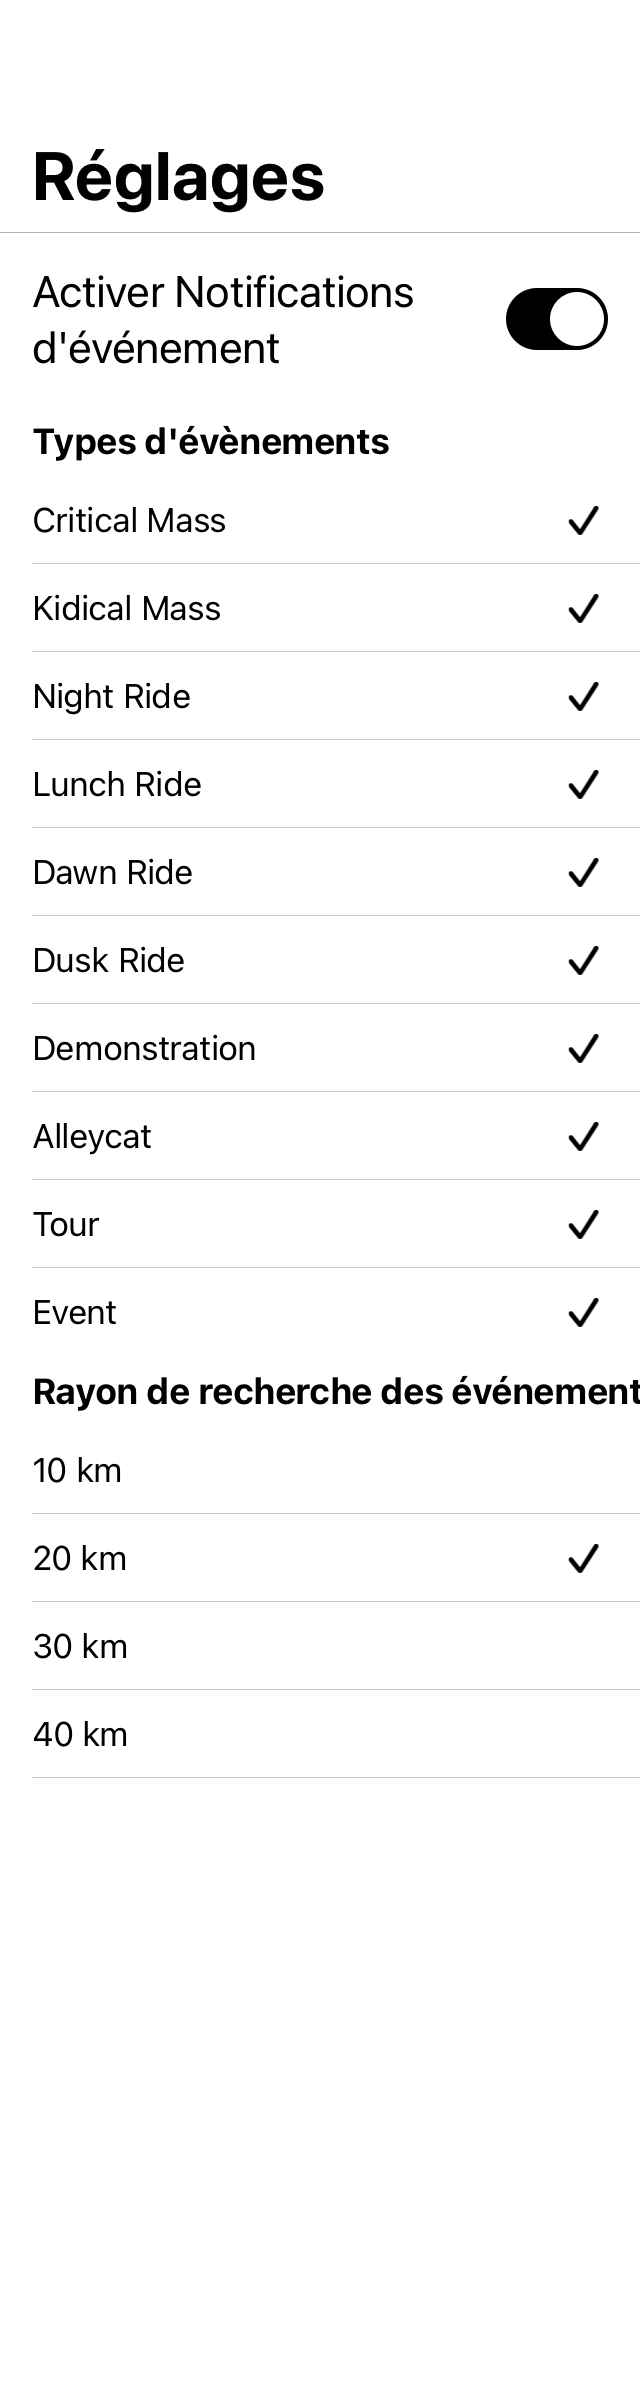 Réglages
Activer Notifications
d'événement
Types d'évènements
Critical Mass
Kidical Mass
Night Ride
Lunch Ride
Dawn Ride
Dusk Ride
Demonstration
Alleycat
Tour
Event
Rayon de recherche des événement
10 km
20 km
30 km
40 km